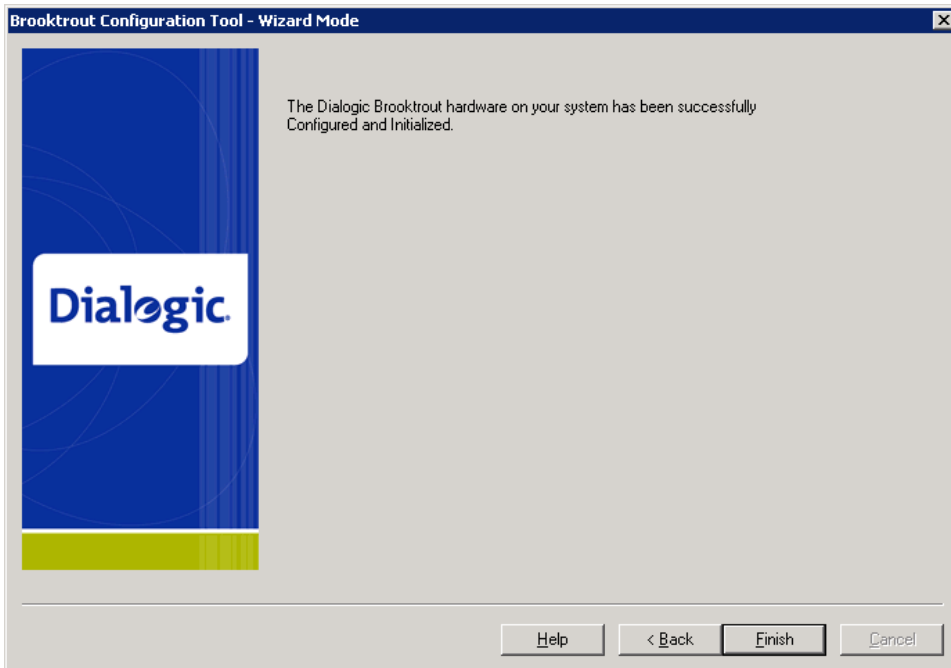 Brooktrout Configuration Tool - Wizard Mode
The Dialogic Brooktrout hardware on your system has been successfully
Configured and Initialized.
Dialogic®
Help
< Back
Finish
Cancel